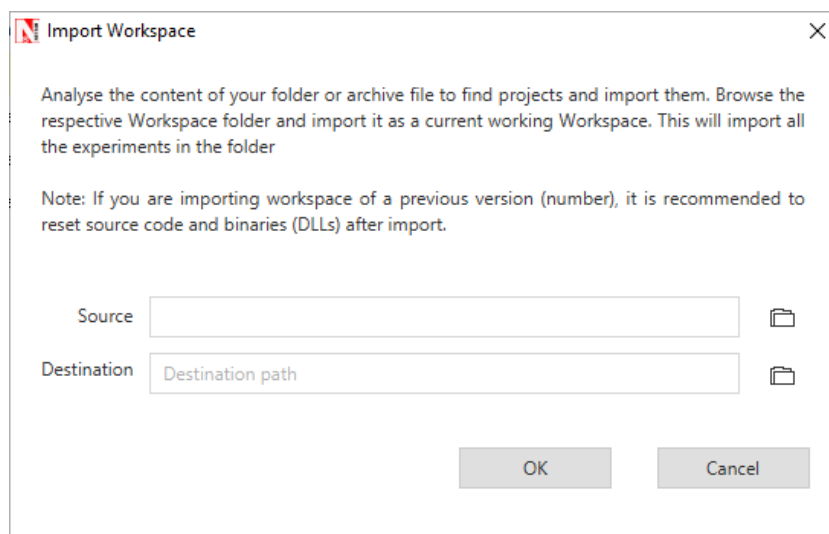 Import Workspace
Analyse the content of your folder or archive file to find projects and import them. Browse the
respective Workspace folder and import it as a current working Workspace. This will import all
the experiments in the folder
Note: If you are importing workspace of a previous version (number), it is recommended to
reset source code and binaries (DLLs) after import.
Source
Destination Destination path
OK Cancel